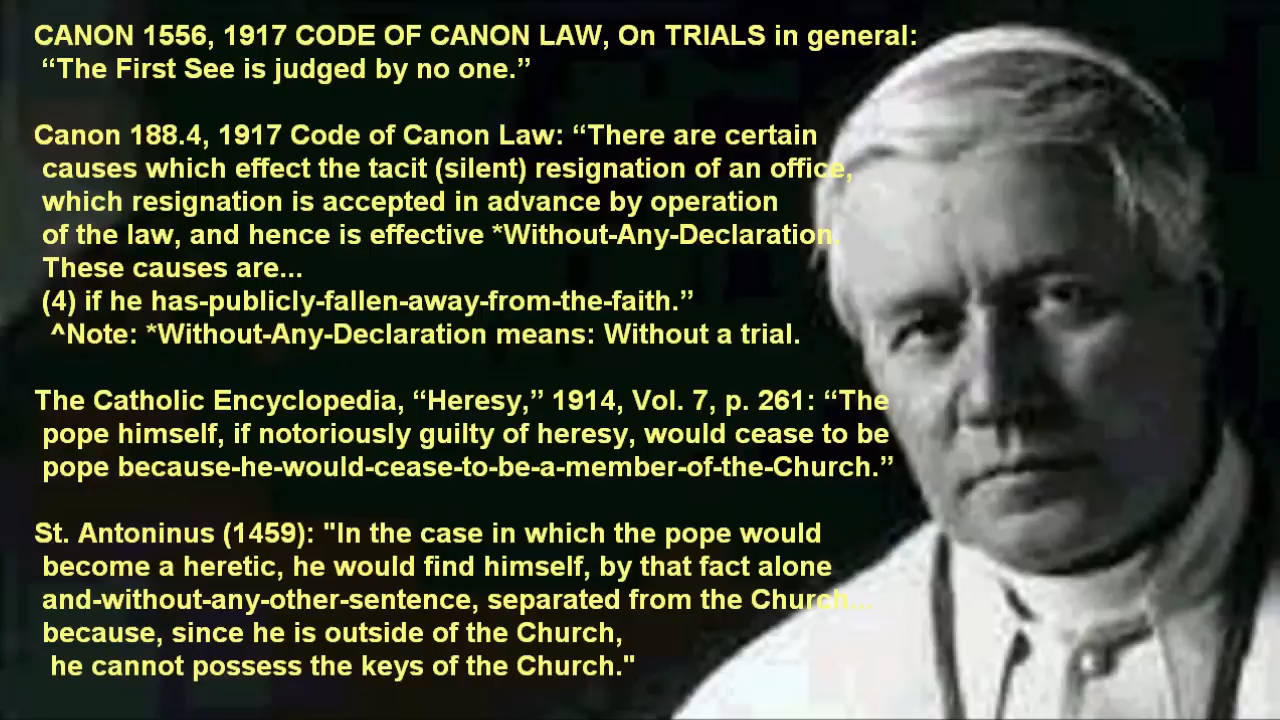 CANON 1556, 1917 CODE OF CANON LAW, On TRIALS in general:
“The First See is judged by no one.”
Canon 188.4, 1917 Code of Canon Law: “There are certain
causes which effect the tacit (silent) resignation of an office,
which resignation is accepted in advance by operation
of the law, and hence is effective *Without-Any-Declaration.
These causes are...
(4) if he has-publicly-fallen-away-from-the-faith.”
^Note: *Without-Any-Declaration means: Without a trial.
The Catholic Encyclopedia, “Heresy,” 1914, Vol. 7, p. 261: “The
pope himself, if notoriously guilty of heresy, would cease to be
pope because-he-would-cease-to-be-a-member-of-the-Church.”
St. Antoninus (1459): "In the case in which the pope would
become a heretic, he would find himself, by that fact alone
and-without-any-other-sentence, separated from the Church...
because, since he is outside of the Church,
he cannot possess the keys of the Church."